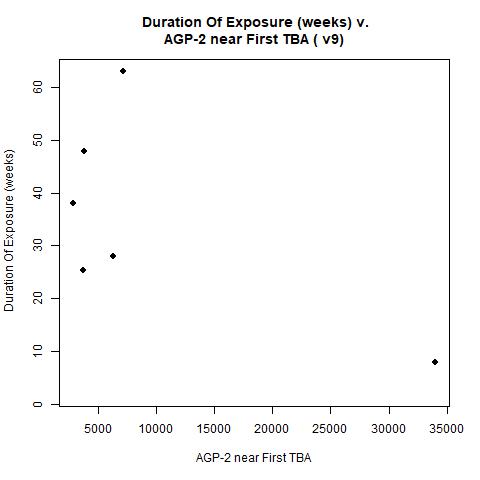 Duration Of Exposure (weeks) v.
AGP-2 near First TBA ( v9)
Duration Of Exposure (weeks)
60
50
40
30
20
10
0
5000 10000 15000 20000 25000 30000 35000
AGP-2 near First TBA